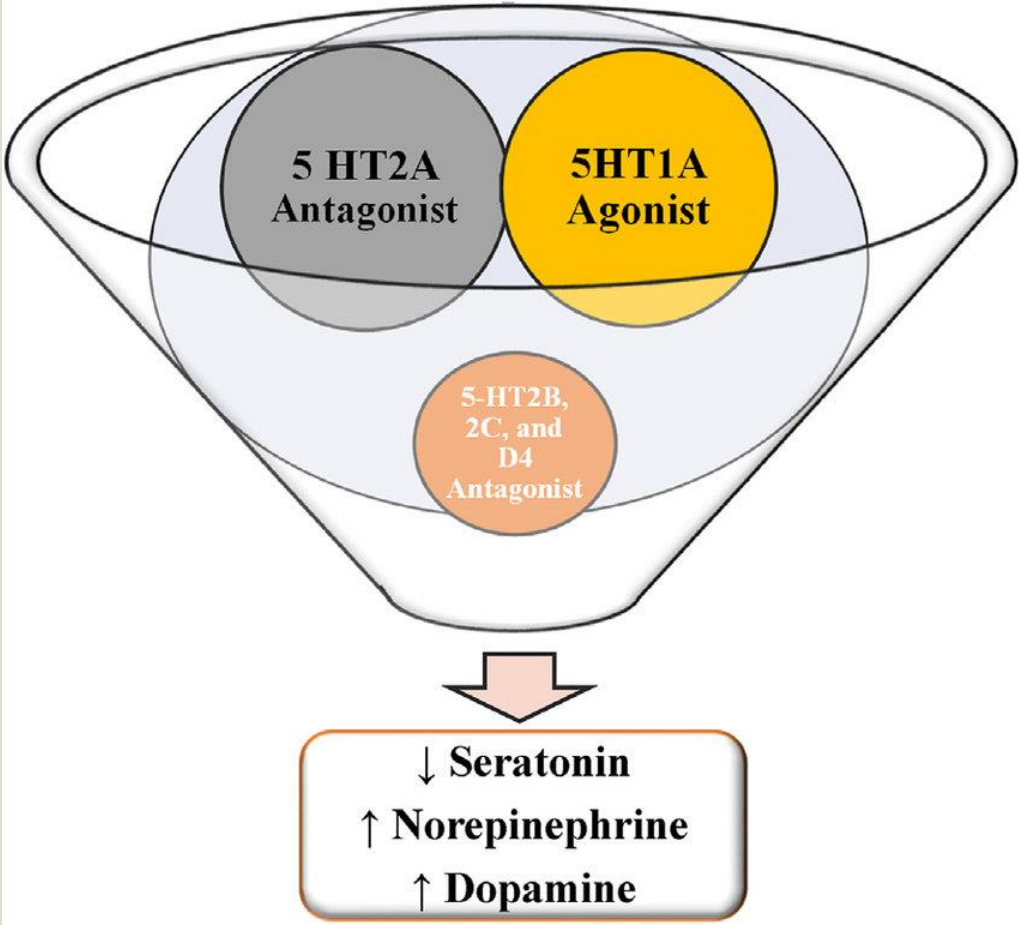 5 HT2A
Antagonist
5HT1A
Agonist
5-HT2B,
2C, and
D4
Antagonist
↓ Seratonin
↑ Norepinephrine
↑ Dopamine